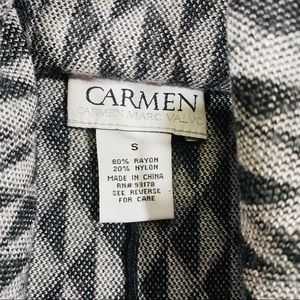 CARMEN
CARMEN MARC VALVO
S
80% RAYON
20% NYLON
MADE IN CHINA
RN# 93178
SEE REVERSE
FOR CARE